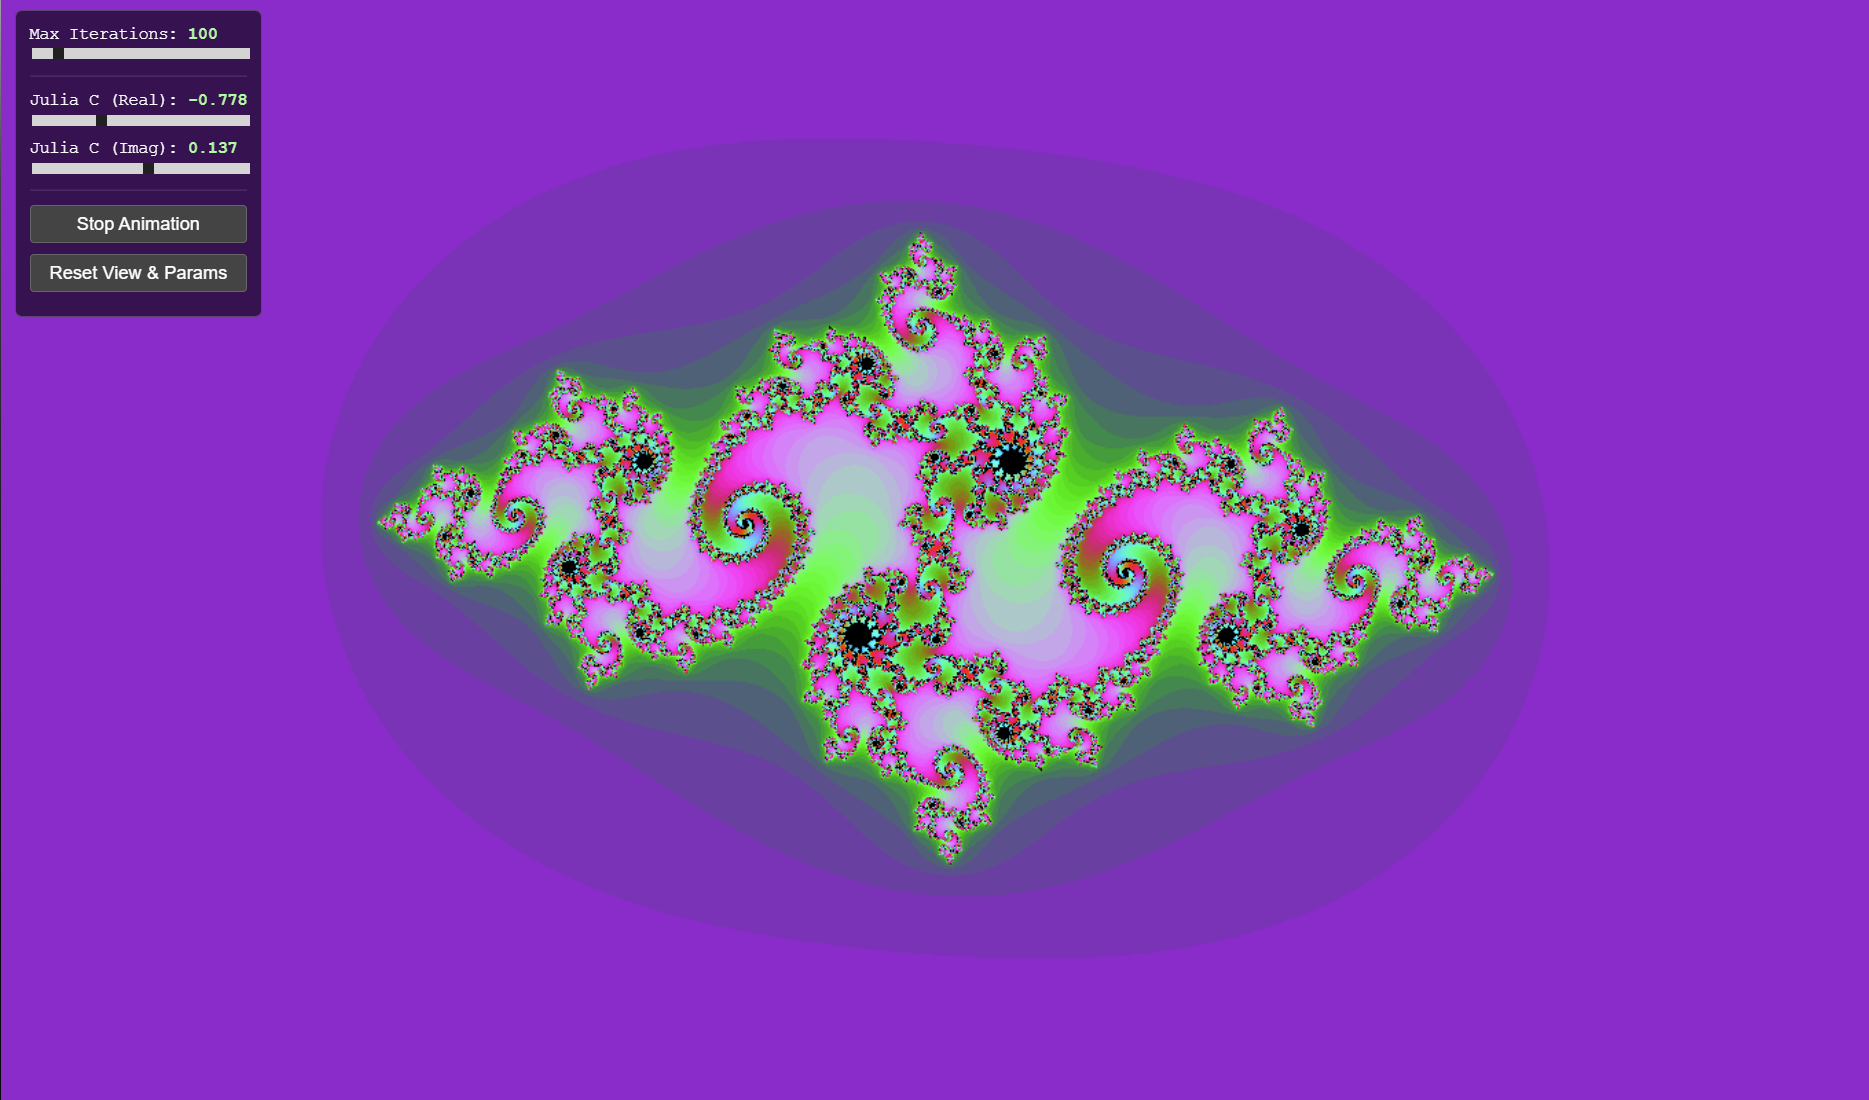 Max Iterations: 100
Julia C (Real): -0.778
Julia C (Imag): 0.137
Stop Animation
Reset View & Params